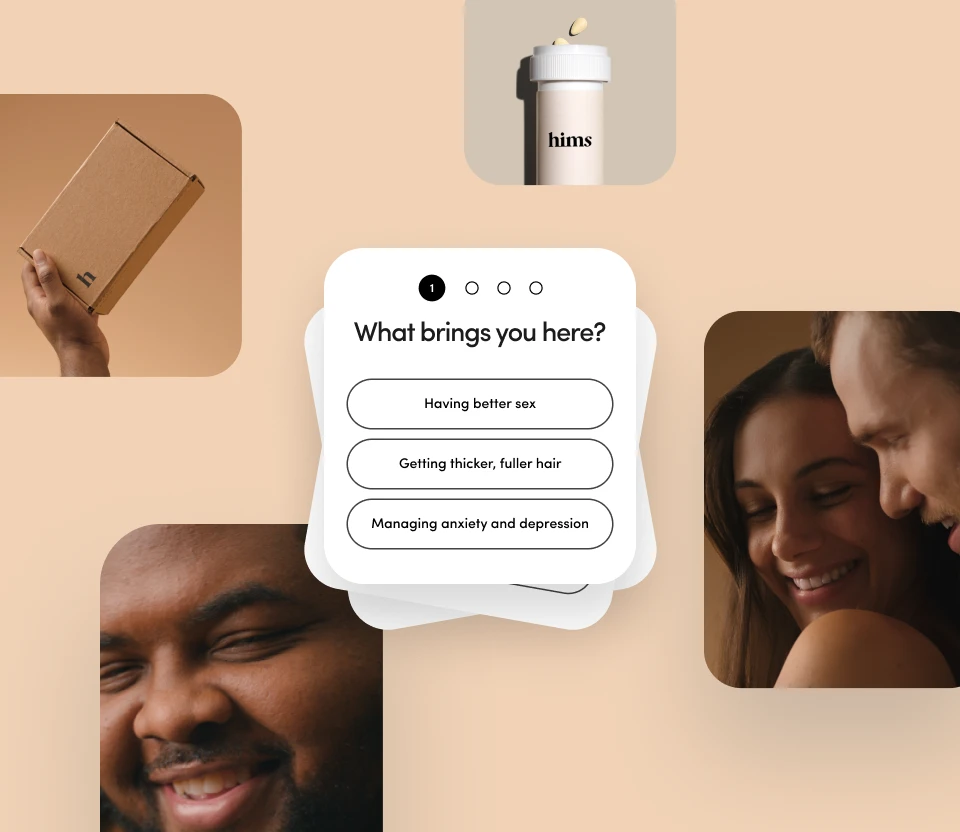 hims
h
1
What brings you here?
Having better sex
Getting thicker, fuller hair
Managing anxiety and depression